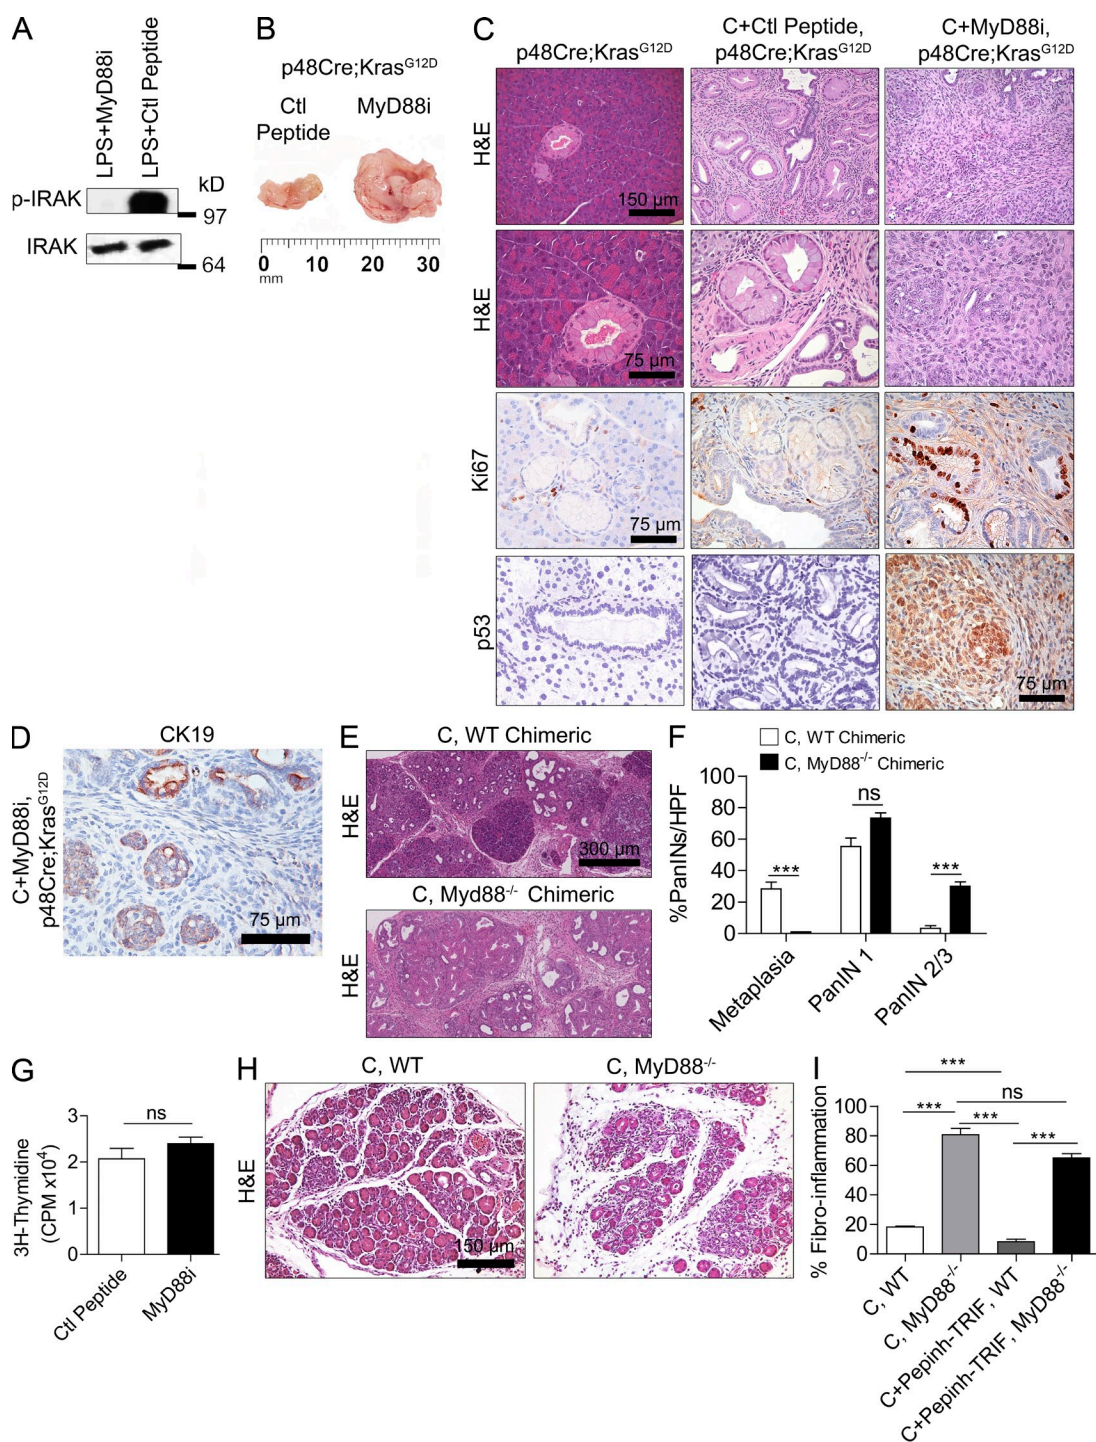 A
LPS+MyD88i
LPS+Ctl Peptide
p-IRAK
kD
97
IRAK
64
B
p48Cre;KrasG12D
Ctl
Peptide
MyD88i
0 10 20 30
mm
C
p48Cre;KrasG12D
C+Ctl Peptide,
p48Cre;KrasG12D
C+MyD88i,
p48Cre;KrasG12D
H&E
150 µm
H&E
75 µm
Ki67
75 µm
p53
75 µm
D
CK19
C+MyD88i,
p48Cre;KrasG12D
75 µm
E
C, WT Chimeric
H&E
300 µm
C, Myd88-/- Chimeric
H&E
F
C, WT Chimeric
C, MyD88-/- Chimeric
%PanINs/HPF
100
80
60
40
20
0
***
ns
***
Metaplasia
PanIN 1
PanIN 2/3
G
3H-Thymidine
(CPM x104)
3
2
1
0
ns
Ctl Peptide
MyD88i
H
C, WT
C, MyD88-/-
H&E
150 µm
I
% Fibro-inflammation
100
80
60
40
20
0
***
ns
***
***
***
C, WT
C, MyD88-/-
C+Pepinh-TRIF, WT
C+Pepinh-TRIF, MyD88-/-